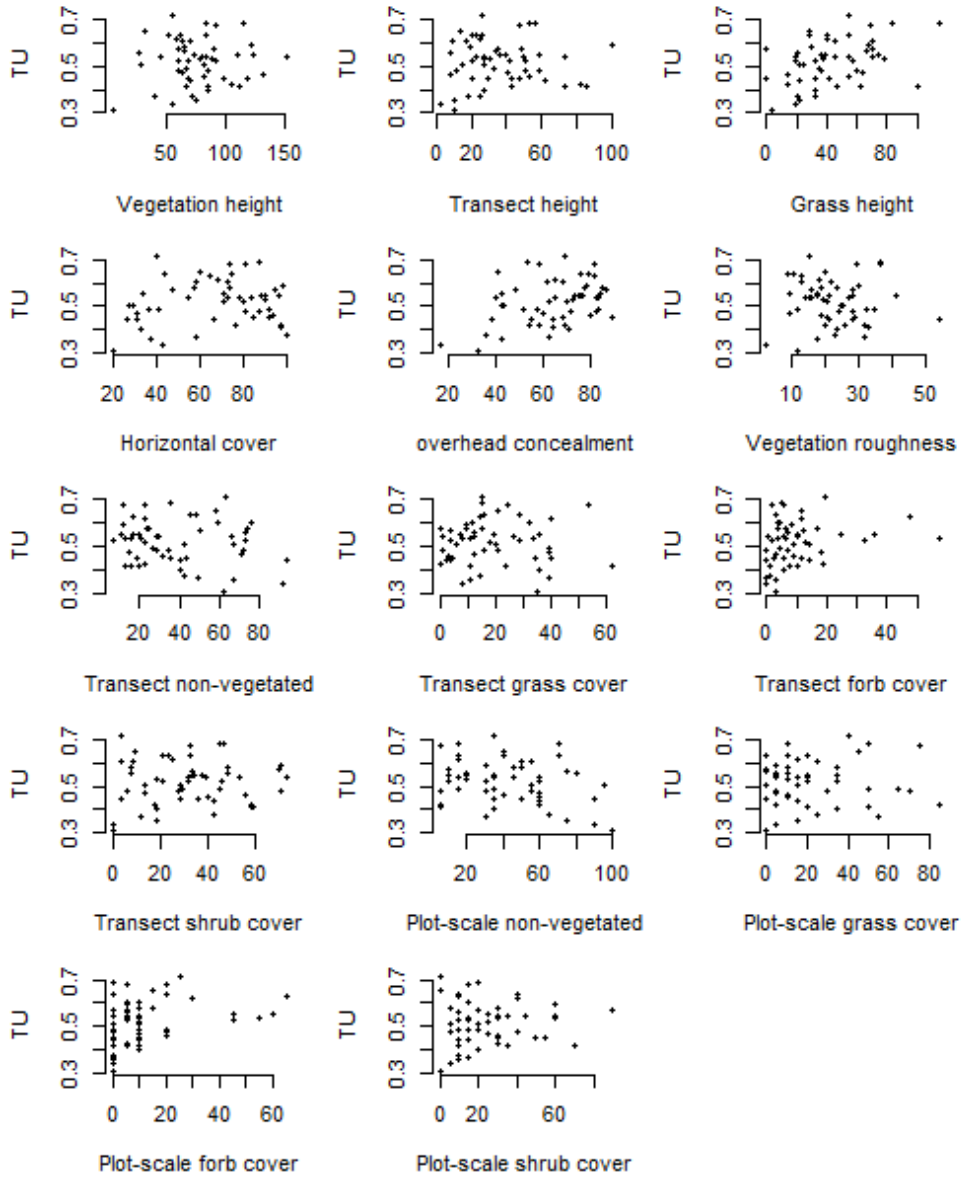 TU
0.3 0.5 0.7
50 100 150
Vegetation height
TU
0.3 0.5 0.7
0 20 60 100
Transect height
TU
0.3 0.5 0.7
0 20 40 80
Grass height
TU
0.3 0.5 0.7
20 40 60 80
Horizontal cover
TU
0.3 0.5 0.7
20 40 60 80
overhead concealment
TU
0.3 0.5 0.7
10 30 50
Vegetation roughness
TU
0.3 0.5 0.7
20 40 60 80
Transect non-vegetated
TU
0.3 0.5 0.7
0 20 40 60
Transect grass cover
TU
0.3 0.5 0.7
0 20 40
Transect forb cover
TU
0.3 0.5 0.7
0 20 40 60
Transect shrub cover
TU
0.3 0.5 0.7
20 60 100
Plot-scale non-vegetated
TU
0.3 0.5 0.7
0 20 40 60 80
Plot-scale grass cover
TU
0.3 0.5 0.7
0 20 40 60
Plot-scale forb cover
TU
0.3 0.5 0.7
0 20 60
Plot-scale shrub cover